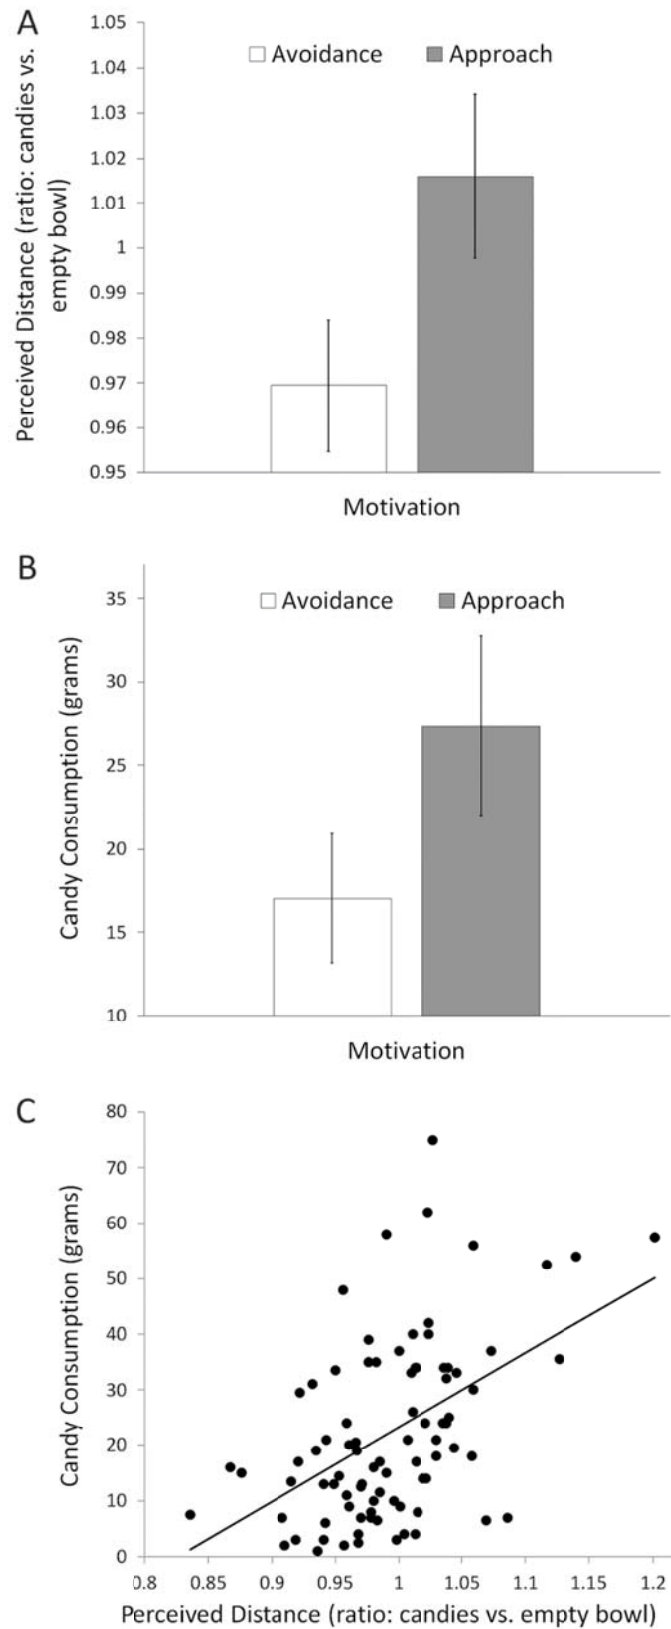 A
Perceived Distance (ratio: candies vs.
empty bowl)
1.05
1.04
1.03
1.02
1.01
1
0.99
0.98
0.97
0.96
0.95
Avoidance Approach
Motivation
B
Candy Consumption (grams)
35
30
25
20
15
10
Avoidance Approach
Motivation
C
Candy Consumption (grams)
80
70
60
50
40
30
20
10
0
0.8 0.85 0.9 0.95 1 1.05 1.1 1.15 1.2
Perceived Distance (ratio: candies vs. empty bowl)